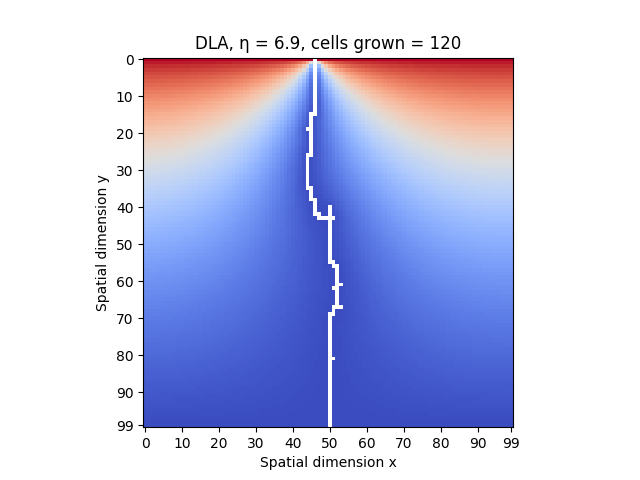 DLA, η = 6.9, cells grown = 120
0
10
20
30
40
50
60
70
80
90
99
Spatial dimension y
0 10 20 30 40 50 60 70 80 90 99
Spatial dimension x